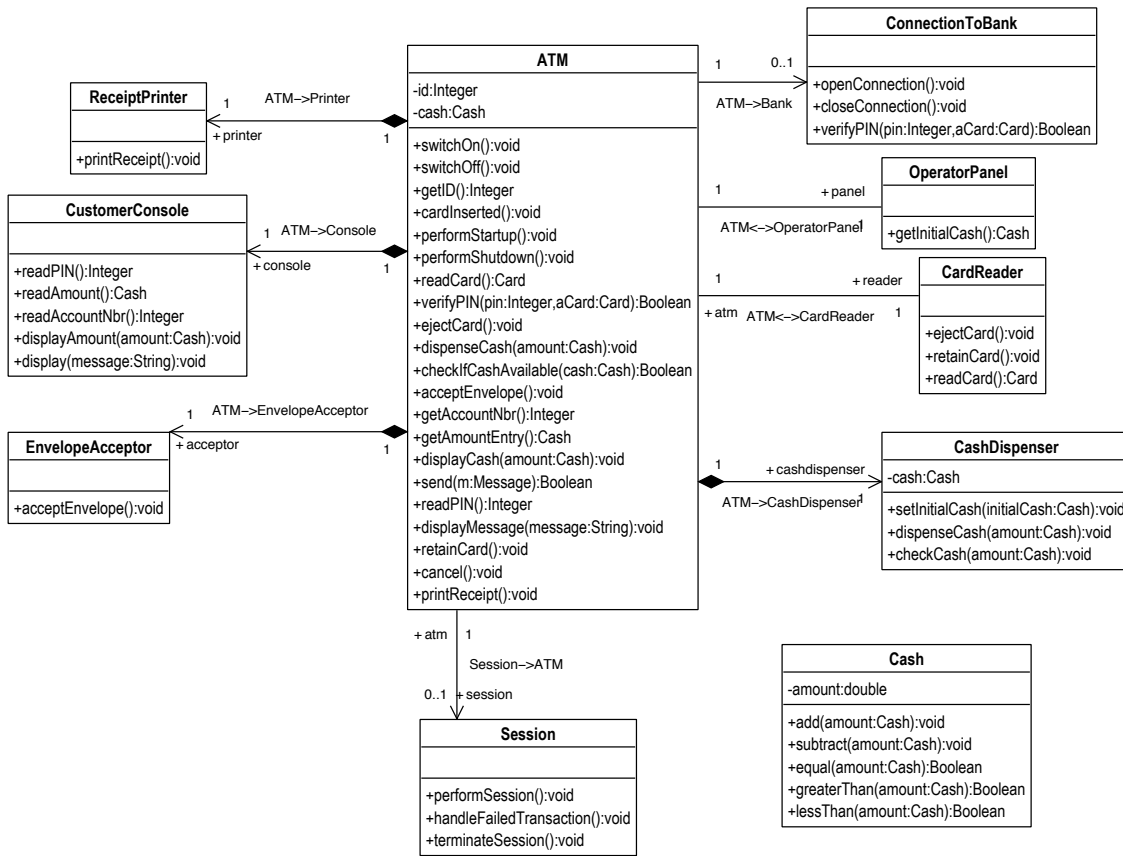 ReceiptPrinter
+printReceipt():void
1
ATM–>Printer
+ printer
1
CustomerConsole
+readPIN():Integer
+readAmount():Cash
+readAccountNbr():Integer
+displayAmount(amount:Cash):void
+display(message:String):void
1
ATM–>Console
+ console
1
EnvelopeAcceptor
+acceptEnvelope():void
1
ATM–>EnvelopeAcceptor
+ acceptor
1
ATM
-id:Integer
-cash:Cash
+switchOn():void
+switchOff():void
+getID():Integer
+cardInserted():void
+performStartup():void
+performShutdown():void
+readCard():Card
+verifyPIN(pin:Integer,aCard:Card):Boolean
+ejectCard():void
+dispenseCash(amount:Cash):void
+checkIfCashAvailable(cash:Cash):Boolean
+acceptEnvelope():void
+getAccountNbr():Integer
+getAmountEntry():Cash
+displayCash(amount:Cash):void
+send(m:Message):Boolean
+readPIN():Integer
+displayMessage(message:String):void
+retainCard():void
+cancel():void
+printReceipt():void
1
0..1
ATM–>Bank
ConnectionToBank
+openConnection():void
+closeConnection():void
+verifyPIN(pin:Integer,aCard:Card):Boolean
1
+ panel
ATM<–>OperatorPanel
1
OperatorPanel
+getInitialCash():Cash
1
+ reader
+ atm
ATM<–>CardReader
1
CardReader
+ejectCard():void
+retainCard():void
+readCard():Card
1
+ cashdispenser
ATM–>CashDispenser
1
CashDispenser
-cash:Cash
+setInitialCash(initialCash:Cash):void
+dispenseCash(amount:Cash):void
+checkCash(amount:Cash):void
+ atm
1
Session–>ATM
0..1
+ session
Session
+performSession():void
+handleFailedTransaction():void
+terminateSession():void
Cash
-amount:double
+add(amount:Cash):void
+subtract(amount:Cash):void
+equal(amount:Cash):Boolean
+greaterThan(amount:Cash):Boolean
+lessThan(amount:Cash):Boolean